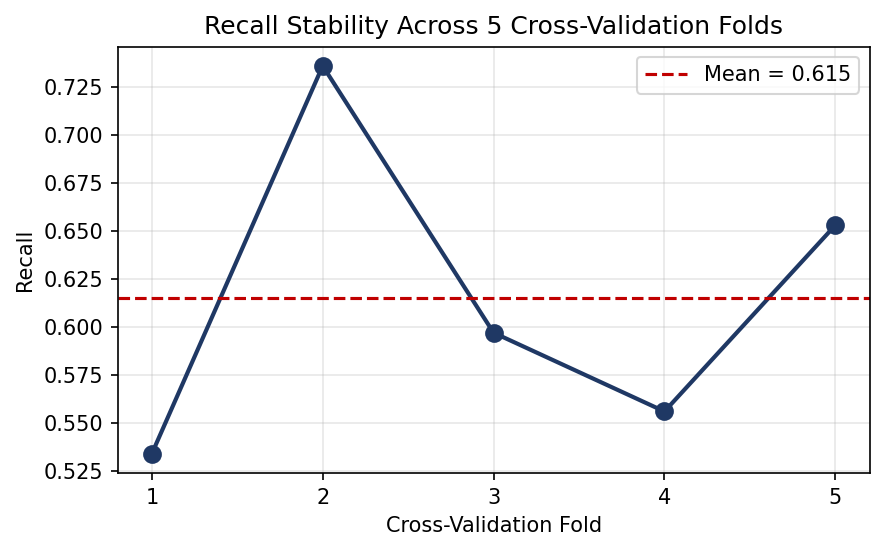 Recall Stability Across 5 Cross-Validation Folds
Mean = 0.615
0.725
0.700
0.675
0.650
0.625
0.600
0.575
0.550
0.525
Recall
1 2 3 4 5
Cross-Validation Fold